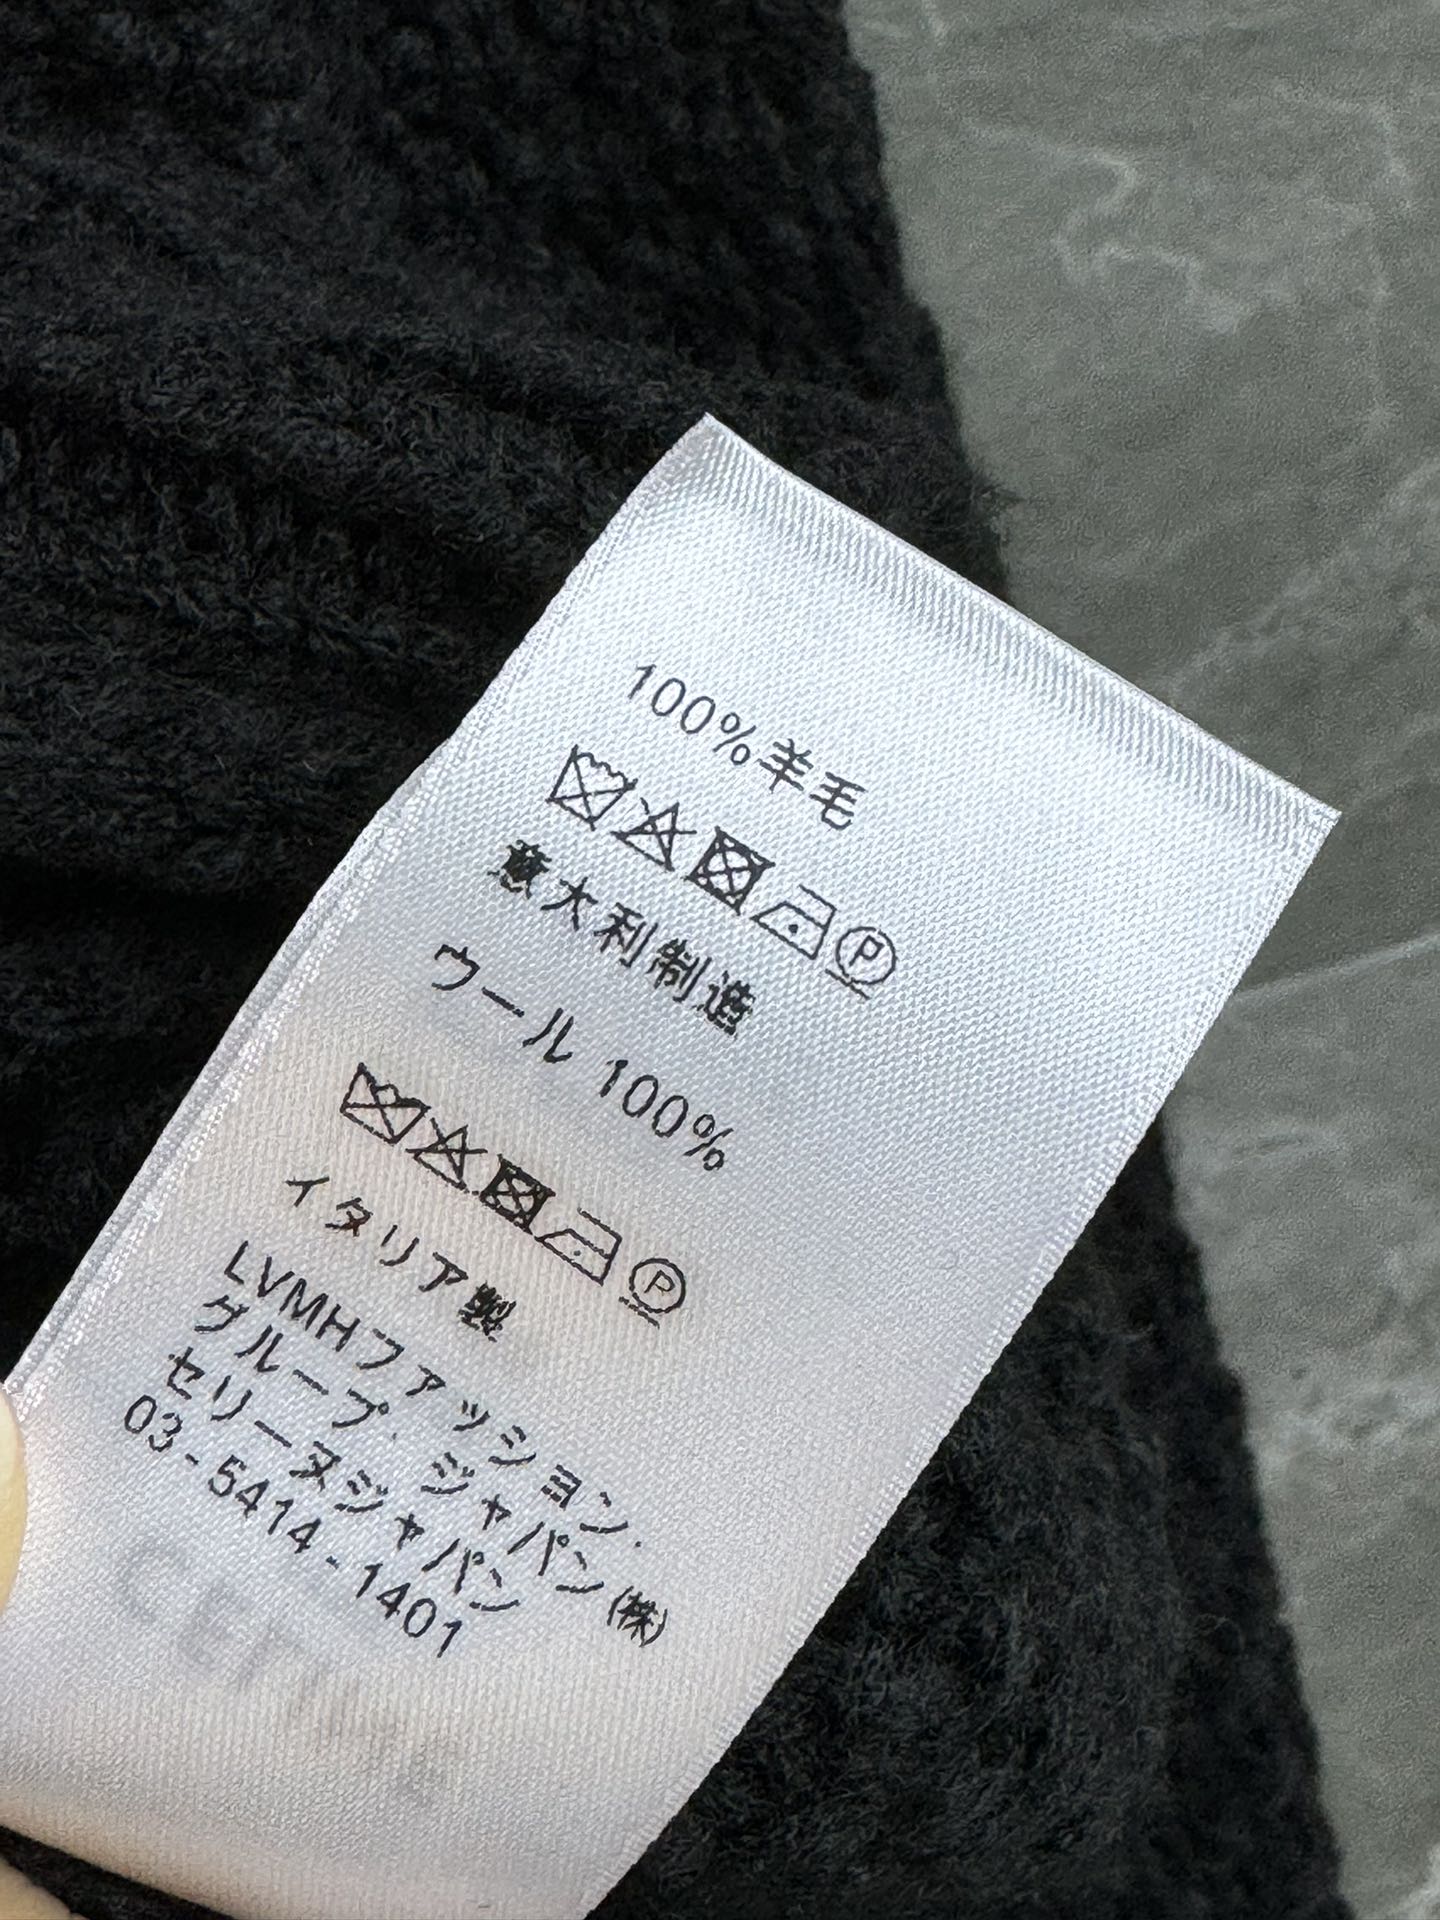 100%羊毛
意大利制造
ウール 100%
イタリア製
LVMHファッション.
グループ.ジャパン(株)
セリーヌジャパン
03-5414-1401